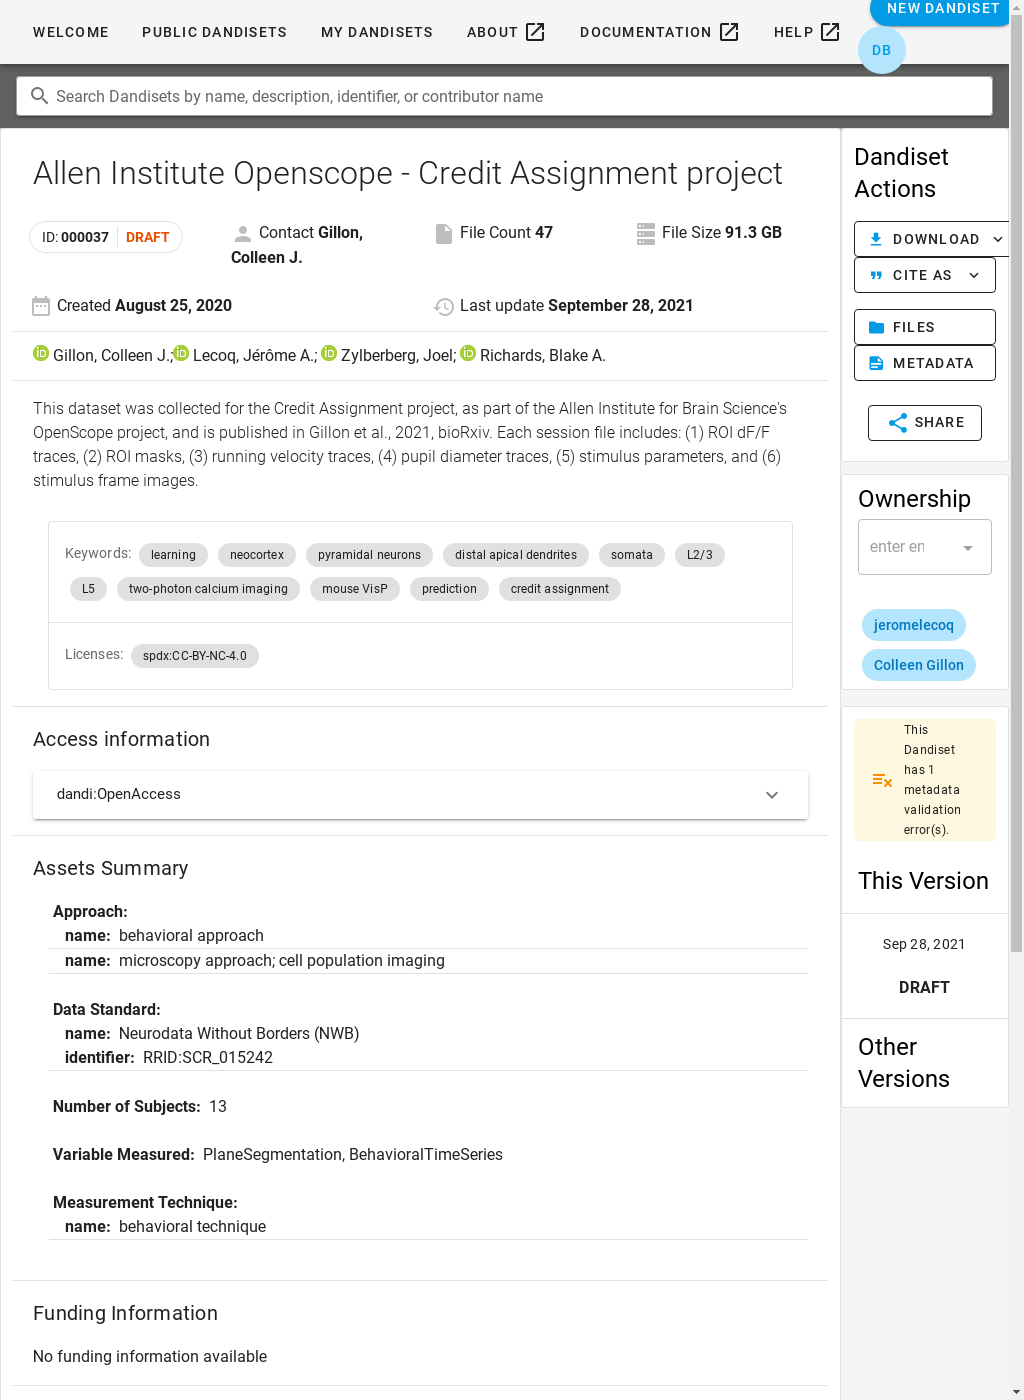 WELCOME PUBLIC DANDISETS MY DANDISETS ABOUT DOCUMENTATION HELP NEW DANDISET
DB
Search Dandisets by name, description, identifier, or contributor name
Allen Institute Openscope - Credit Assignment project
ID: 000037 DRAFT
Contact Gillon,
Colleen J.
File Count 47
File Size 91.3 GB
Created August 25, 2020
Last update September 28, 2021
Gillon, Colleen J.; Lecoq, Jérôme A.; Zylberberg, Joel; Richards, Blake A.
This dataset was collected for the Credit Assignment project, as part of the Allen Institute for Brain Science's
OpenScope project, and is published in Gillon et al., 2021, bioRxiv. Each session file includes: (1) ROI dF/F
traces, (2) ROI masks, (3) running velocity traces, (4) pupil diameter traces, (5) stimulus parameters, and (6)
stimulus frame images.
Keywords: learning neocortex pyramidal neurons distal apical dendrites somata L2/3
L5 two-photon calcium imaging mouse VisP prediction credit assignment
Licenses: spdx:CC-BY-NC-4.0
Access information
dandi:OpenAccess
Assets Summary
Approach:
name: behavioral approach
name: microscopy approach; cell population imaging
Data Standard:
name: Neurodata Without Borders (NWB)
identifier: RRID:SCR_015242
Number of Subjects: 13
Variable Measured: PlaneSegmentation, BehavioralTimeSeries
Measurement Technique:
name: behavioral technique
Funding Information
No funding information available
Dandiset
Actions
DOWNLOAD
CITE AS
FILES
METADATA
SHARE
Ownership
enter en
jeromelecoq
Colleen Gillon
This
Dandiset
has 1
metadata
validation
error(s).
This Version
Sep 28, 2021
DRAFT
Other
Versions